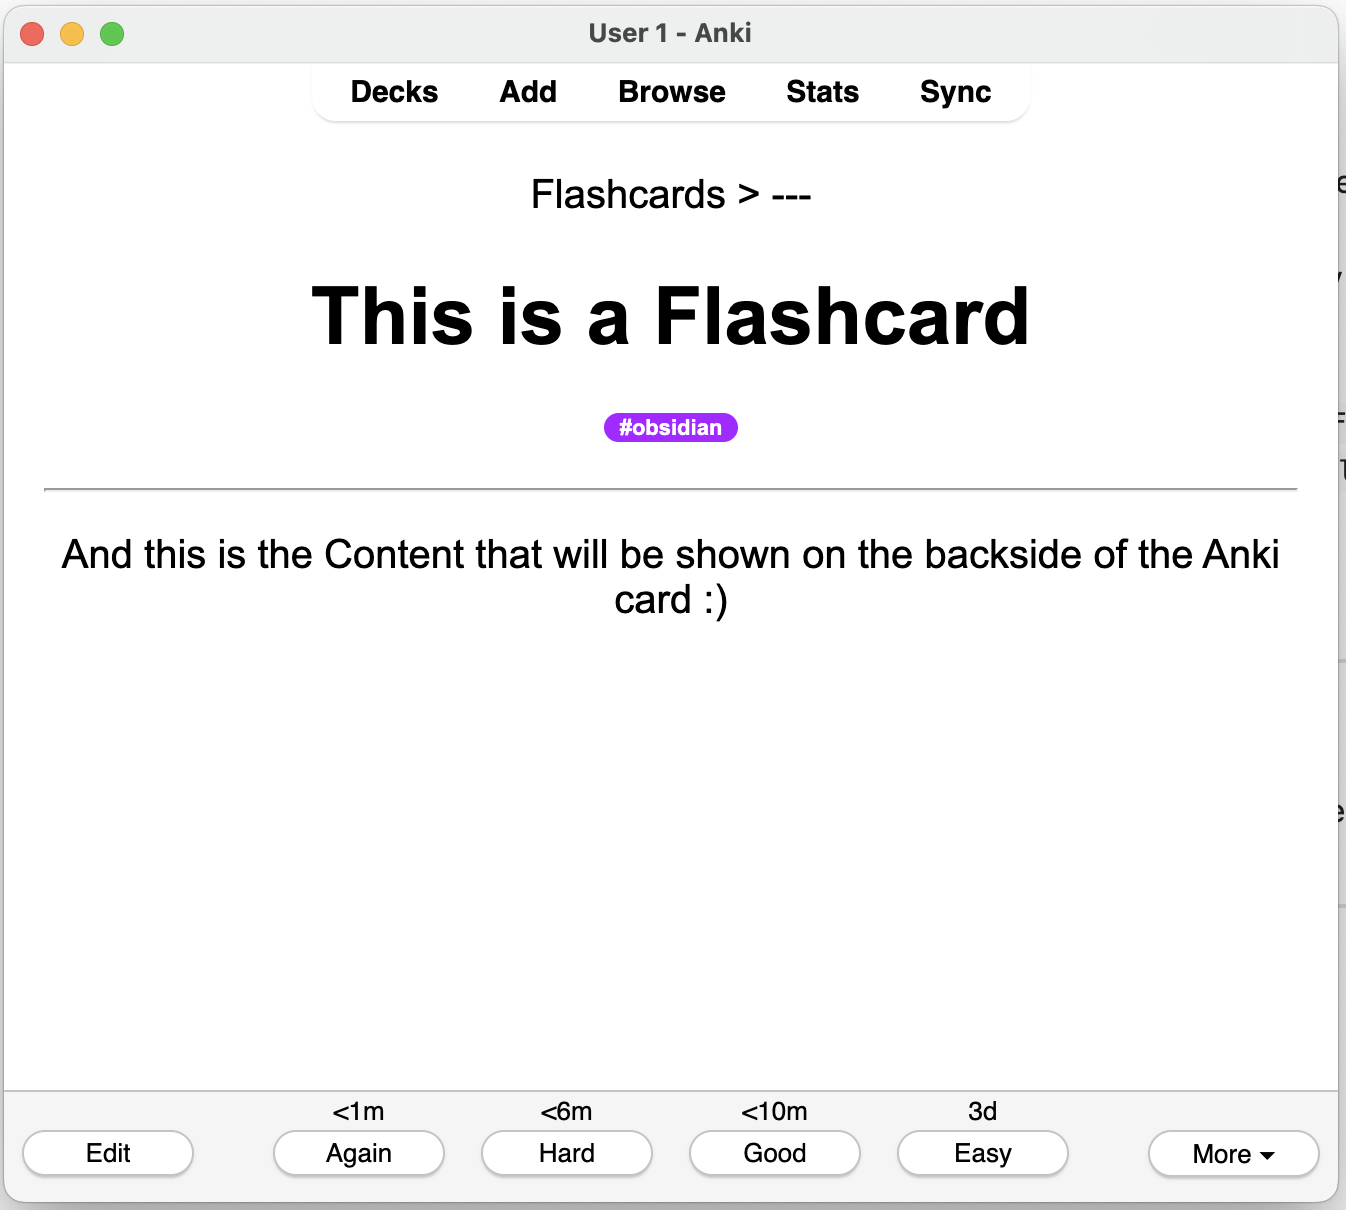 User 1 - Anki
Decks Add Browse Stats Sync
Flashcards > ---
This is a Flashcard
#obsidian
And this is the Content that will be shown on the backside of the Anki
card :)
<1m <6m <10m 3d
Edit Again Hard Good Easy More